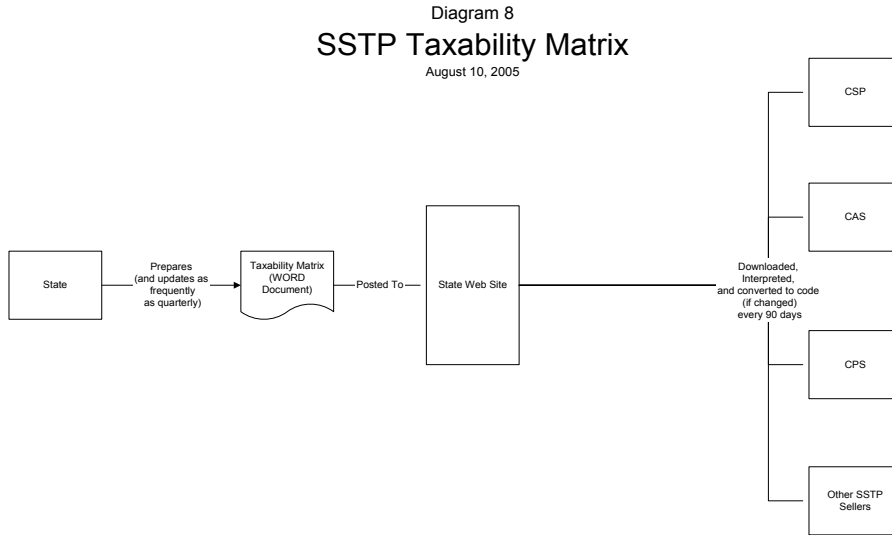 Diagram 8
SSTP Taxability Matrix
August 10, 2005
CSP
CAS
State
Prepares
(and updates as
frequently
as quarterly)
Taxability Matrix
(WORD
Document)
Posted To
State Web Site
Downloaded,
Interpreted,
and converted to code
(if changed)
every 90 days
CPS
Other SSTP
Sellers